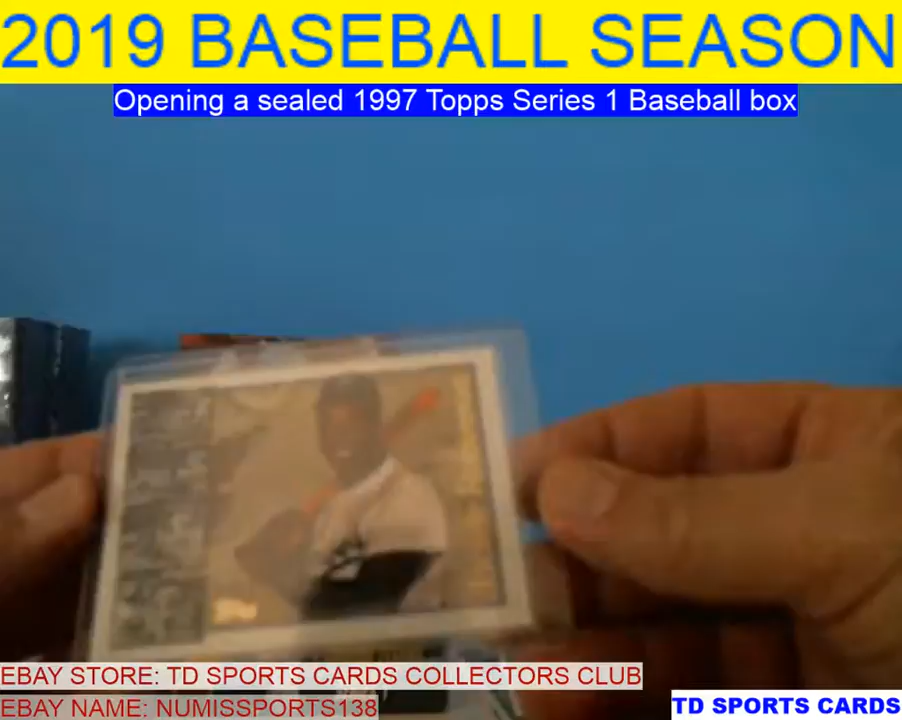 2019 BASEBALL SEASON
Opening a sealed 1997 Topps Series 1 Baseball box
EBAY STORE: TD SPORTS CARDS COLLECTORS CLUB
EBAY NAME: NUMISSPORTS138
TD SPORTS CARDS